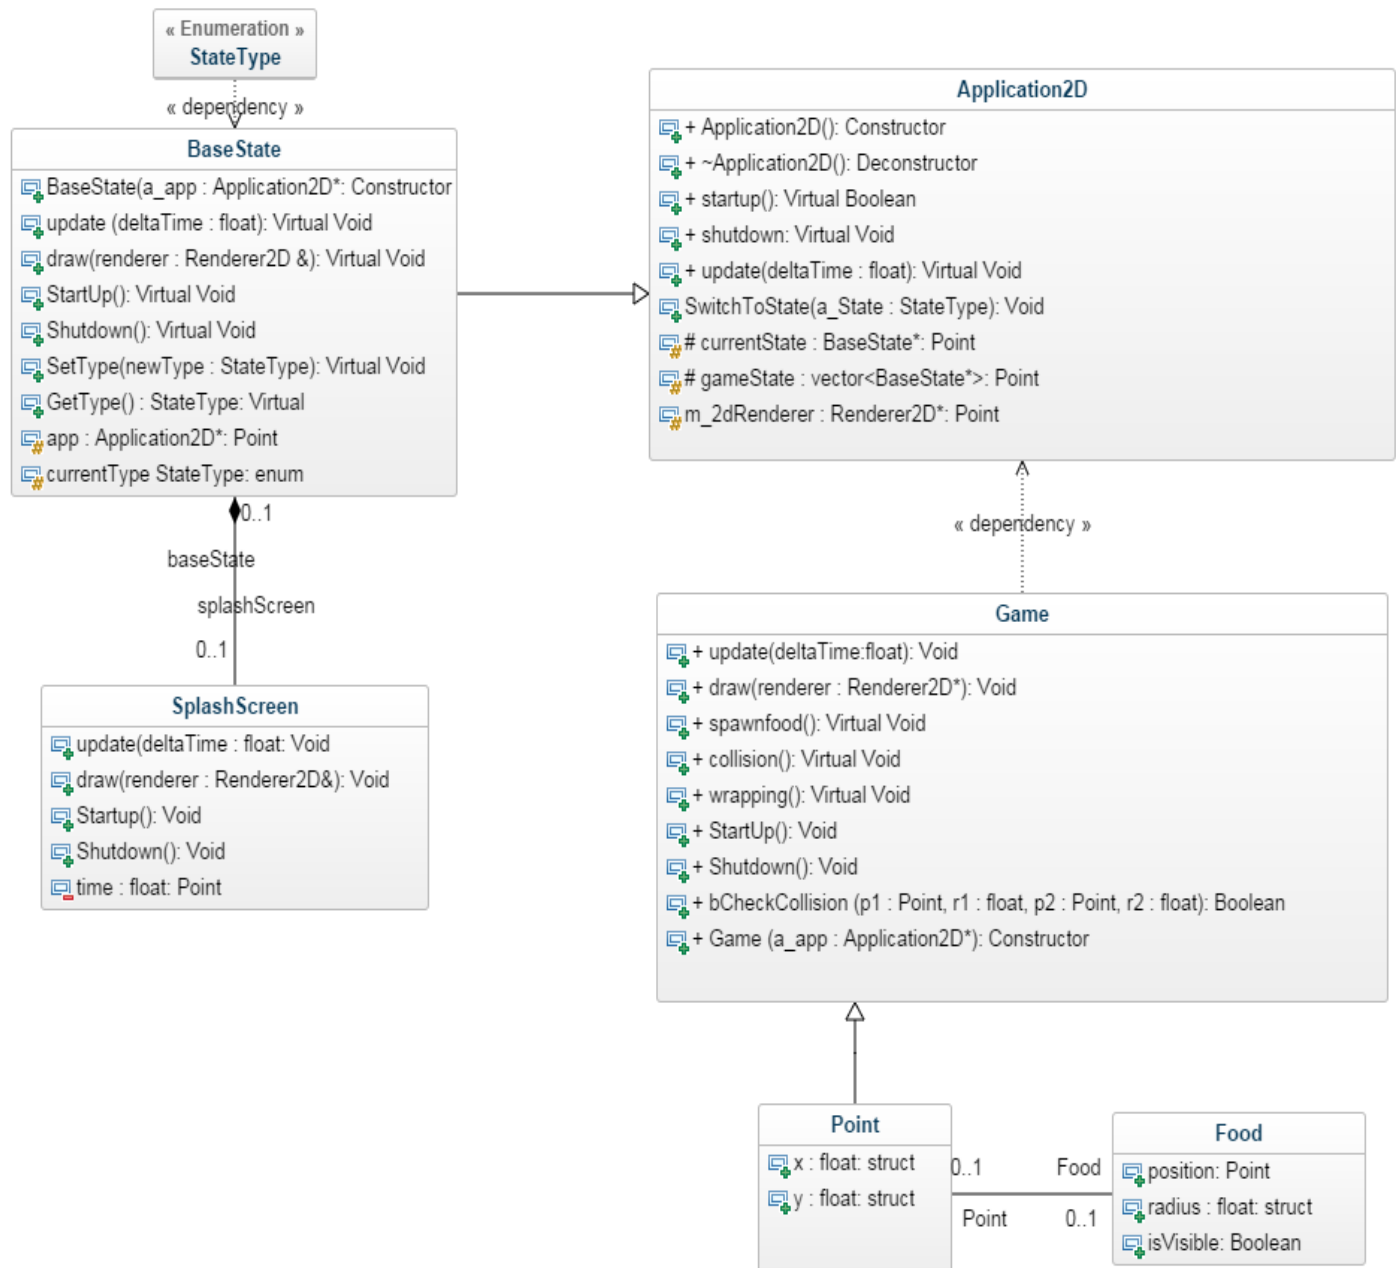 « Enumeration »
StateType
« dependency »
BaseState
BaseState(a_app : Application2D*: Constructor
update (deltaTime : float): Virtual Void
draw(renderer : Renderer2D &): Virtual Void
StartUp(): Virtual Void
Shutdown(): Virtual Void
SetType(newType : StateType): Virtual Void
GetType() : StateType: Virtual
app : Application2D*: Point
currentType StateType: enum
0..1
baseState
splashScreen
0..1
SplashScreen
update(deltaTime : float: Void
draw(renderer : Renderer2D&): Void
Startup(): Void
Shutdown(): Void
time : float: Point
Application2D
+ Application2D(): Constructor
+ ~Application2D(): Deconstructor
+ startup(): Virtual Boolean
+ shutdown: Virtual Void
+ update(deltaTime : float): Virtual Void
SwitchToState(a_State : StateType): Void
# currentState : BaseState*: Point
# gameState : vector<BaseState*>: Point
m_2dRenderer : Renderer2D*: Point
« dependency »
Game
+ update(deltaTime:float): Void
+ draw(renderer : Renderer2D*): Void
+ spawnfood(): Virtual Void
+ collision(): Virtual Void
+ wrapping(): Virtual Void
+ StartUp(): Void
+ Shutdown(): Void
+ bCheckCollision (p1 : Point, r1 : float, p2 : Point, r2 : float): Boolean
+ Game (a_app : Application2D*): Constructor
Point
x : float: struct
y : float: struct
0..1
Food
Point
0..1
Food
position: Point
radius : float: struct
isVisible: Boolean